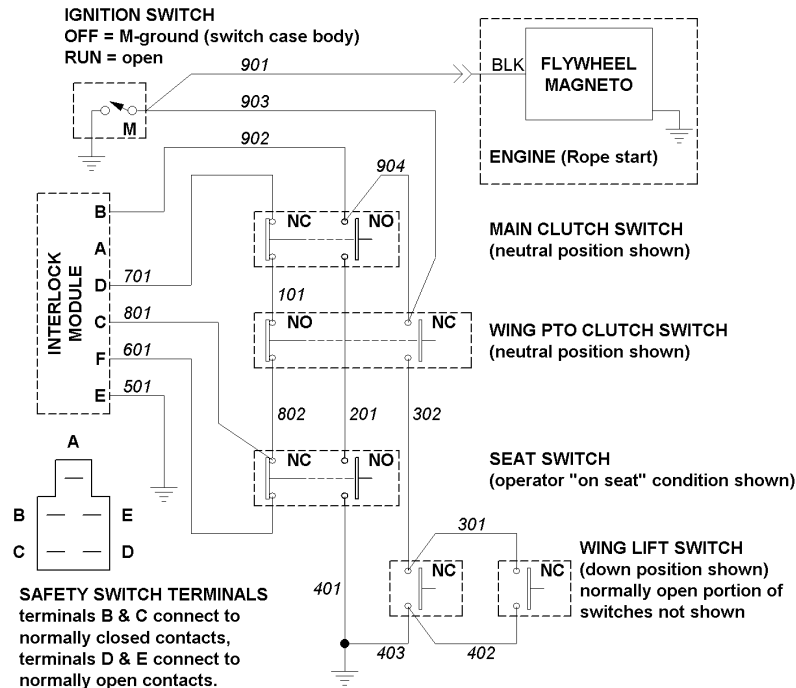 IGNITION SWITCH
OFF = M-ground (switch case body)
RUN = open
901
BLK
FLYWHEEL
MAGNETO
903
M
902
ENGINE (Rope start)
904
B
NC
NO
MAIN CLUTCH SWITCH
(neutral position shown)
A
INTERLOCK
MODULE
D
701
101
C
801
NO
NC
WING PTO CLUTCH SWITCH
(neutral position shown)
F
601
E
501
802
201
302
A
NC
NO
SEAT SWITCH
(operator "on seat" condition shown)
B
E
301
C
D
NC
NC
WING LIFT SWITCH
(down position shown)
normally open portion of
switches not shown
401
SAFETY SWITCH TERMINALS
terminals B & C connect to
normally closed contacts,
terminals D & E connect to
normally open contacts.
403
402